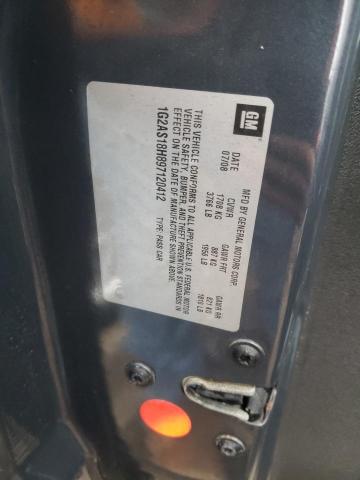 GM
MFD BY GENERAL MOTORS CORP.
DATE GVWR GAWR FRT GAWR RR
07/08 1708 KG 887 KG 821 KG
3766 LB 1956 LB 1810 LB
THIS VEHICLE CONFORMS TO ALL APPLICABLE U.S. FEDERAL MOTOR
VEHICLE SAFETY, BUMPER, AND THEFT PREVENTION STANDARDS IN
EFFECT ON THE DATE OF MANUFACTURE SHOWN ABOVE.
1G2AS18H897120412 TYPE: PASS CAR